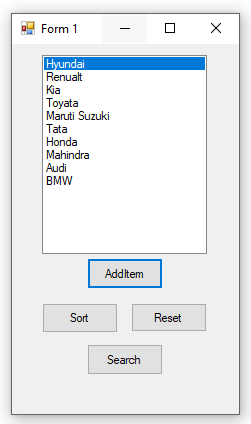 Form 1
Hyundai
Renualt
Kia
Toyata
Maruti Suzuki
Tata
Honda
Mahindra
Audi
BMW
AddItem
Sort Reset
Search